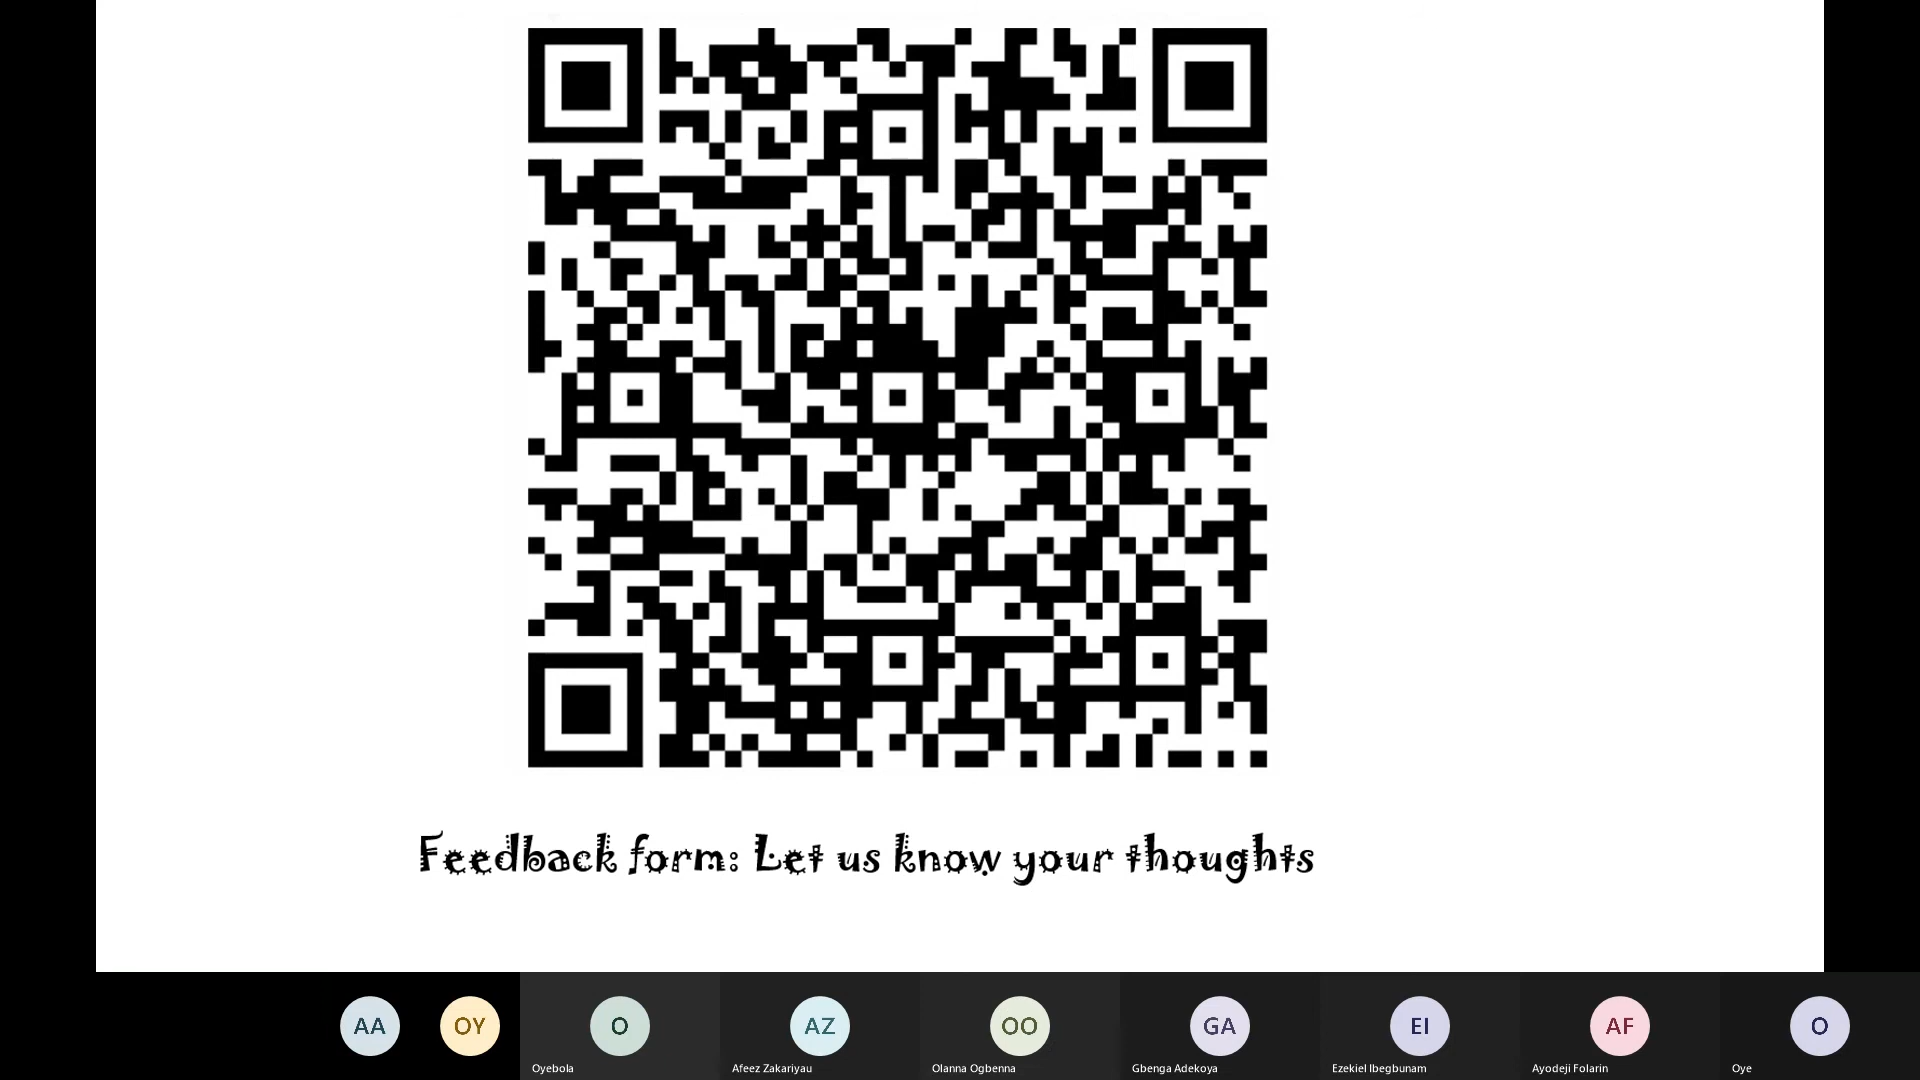 Feedback form: Let us know your thoughts
AA
OY
O
AZ
OO
GA
EI
AF
O
Oyebola
Afeez Zakariyau
Olanna Ogbenna
Gbenga Adekoya
Ezekiel Ibegbunam
Ayodeji Folarin
Oye